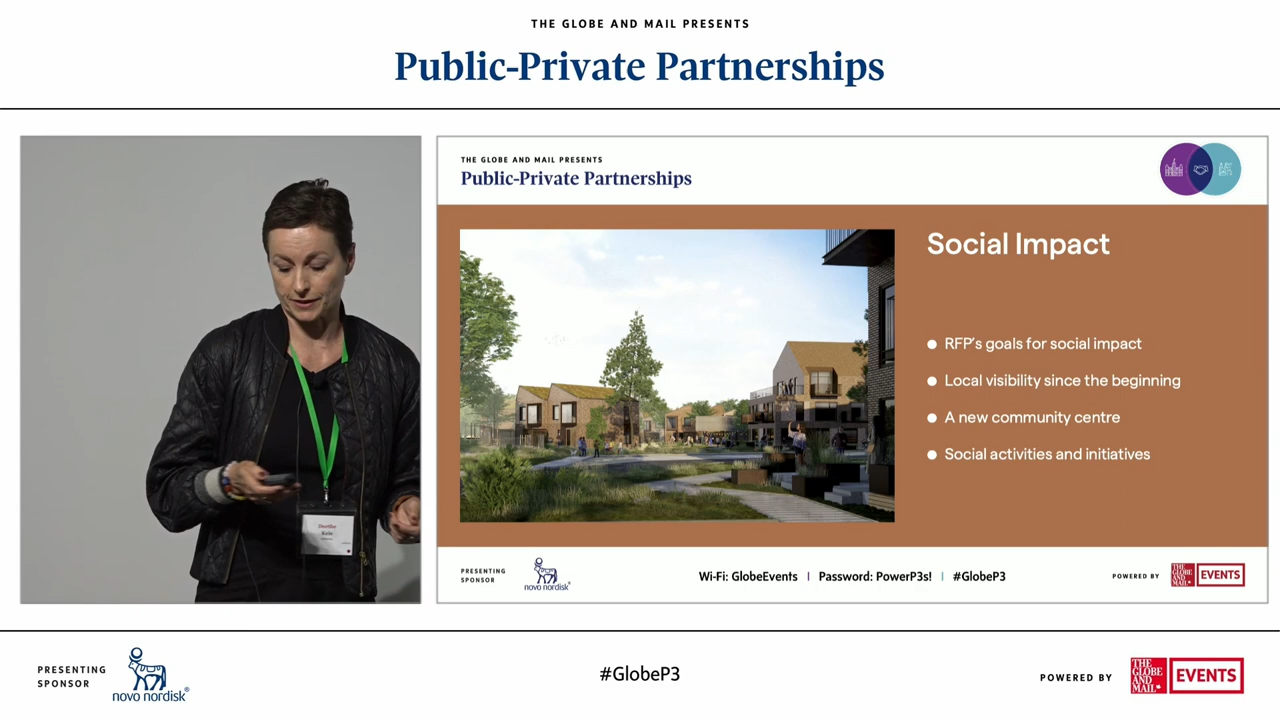 THE GLOBE AND MAIL PRESENTS
Public-Private Partnerships
THE GLOBE AND MAIL PRESENTS
Public-Private Partnerships
Social Impact
RFP's goals for social impact
Local visibility since the beginning
A new community centre
Social activities and initiatives
PRESENTING
SPONSOR
novo nordisk®
Wi-Fi: GlobeEvents | Password: PowerP3s! | #GlobeP3
POWERED BY
THE
GLOBE
AND
MAIL
EVENTS
PRESENTING
SPONSOR
novo nordisk®
#GlobeP3
POWERED BY
THE
GLOBE
AND
MAIL
EVENTS